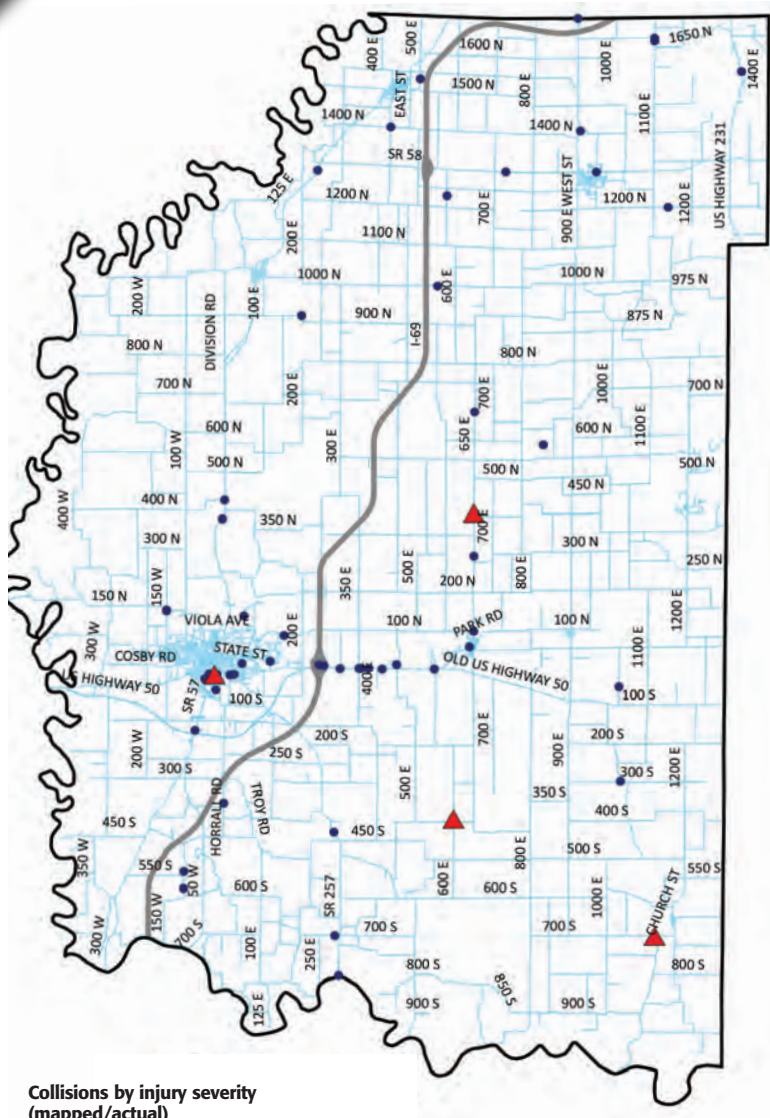 1650 N
400 E
500 E
1600 N
1000 E
1400 E
EAST ST
1500 N
800 E
1400 N
1400 N
1100 E
SR 58
US HIGHWAY 231
125 E
1200 N
700 E
900 E
WEST ST
1200 N
1200 E
200 E
1100 N
1000 N
600 E
1000 N
975 N
200 W
100 E
DIVISION RD
900 N
875 N
I-69
800 N
800 N
700 N
200 E
700 E
1000 E
700 N
600 N
300 E
650 E
600 N
1100 E
100 W
500 N
500 N
450 N
500 N
400 W
400 N
350 N
700 E
300 N
300 N
250 N
150 N
150 W
350 E
500 E
200 N
800 E
1200 E
VIOLA AVE
200 E
100 N
PARK RD
100 N
300 W
COSBY RD
STATE ST
1100 E
HIGHWAY 50
SR 57
100 S
400 E
OLD US HIGHWAY 50
100 S
200 W
200 S
700 E
900 E
200 S
250 S
300 S
500 E
300 S
1200 E
350 S
HORRALL RD
TROY RD
400 S
450 S
450 S
800 E
500 S
350 W
550 S
50 W
600 S
600 E
600 S
550 S
150 W
SR 257
1000 E
CHURCH ST
300 W
700 S
100 E
250 E
700 S
700 S
800 S
800 S
125 E
900 S
850 S
900 S
Collisions by injury severity
(mapped/actual)